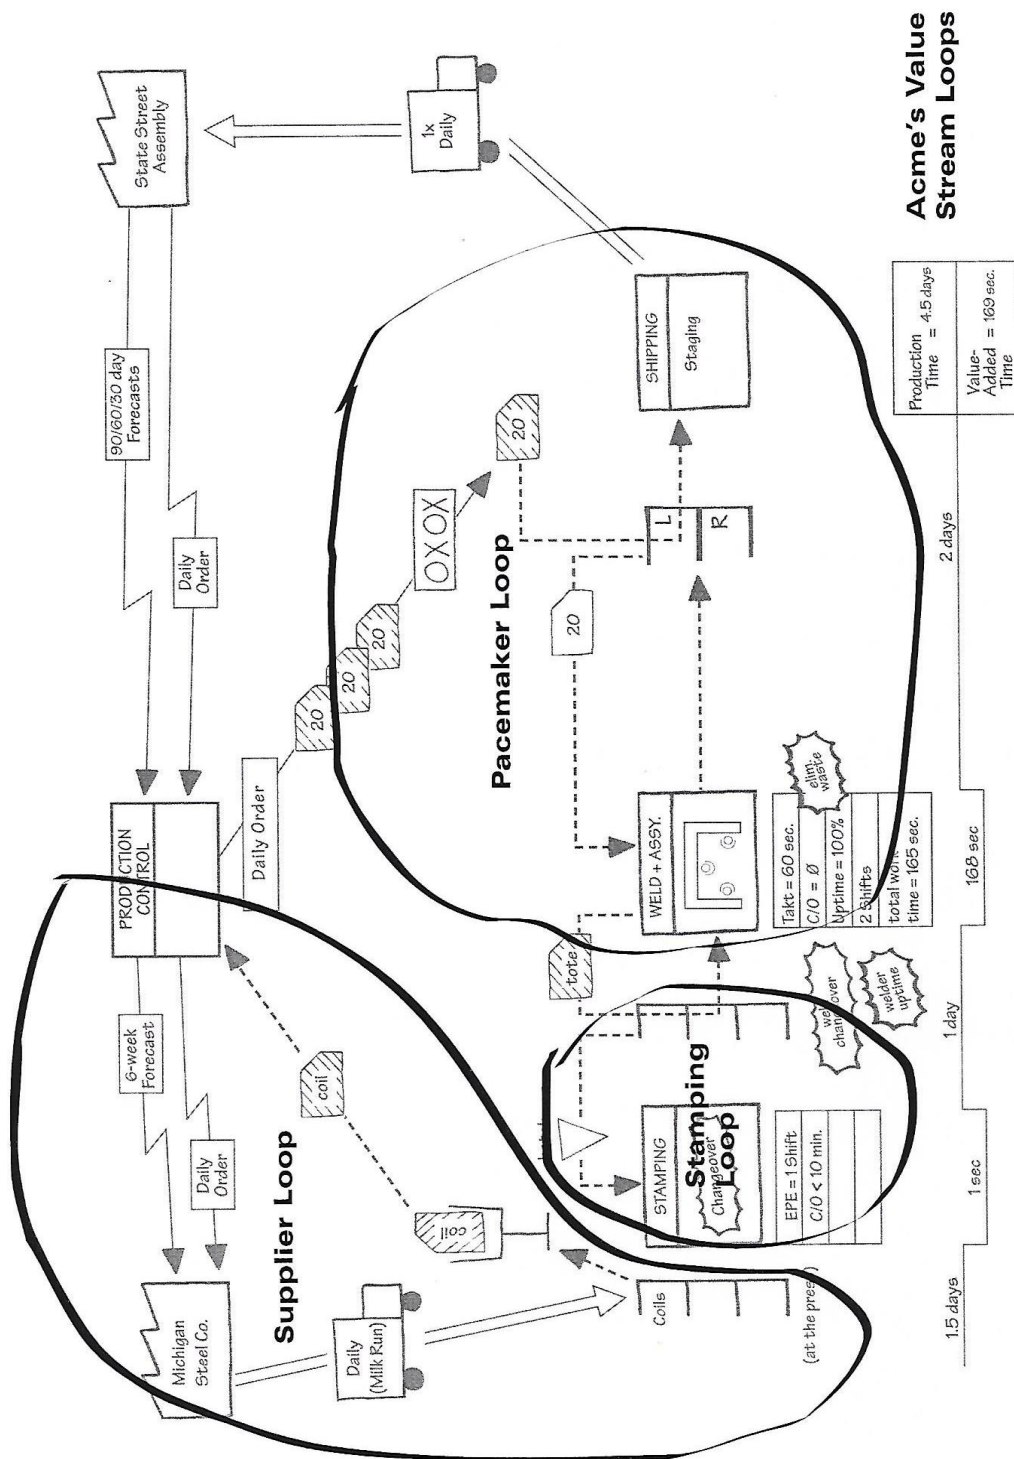 Michigan
Steel Co.
6-week
Forecast
Daily
Order
PRODUCTION
CONTROL
90/60/30 day
Forecasts
Daily
Order
State Street
Assembly
Supplier Loop
Daily
(Milk Run)
coil
coil
Daily Order
20
20
20
OXOX
20
1x
Daily
Pacemaker Loop
Coils
(at the press)
STAMPING
Changeover
EPE = 1 Shift
C/O < 10 min.
Stamping
Loop
tote
20
WELD + ASSY.
Takt = 60 sec.
C/O = Ø
Uptime = 100%
2 Shifts
total work
time = 165 sec.
elim.
waste
welder
uptime
L
R
SHIPPING
Staging
1.5 days
1 sec
1 day
168 sec
2 days
Production
Time = 4.5 days
Value-
Added = 169 sec.
Time
Acme's Value
Stream Loops